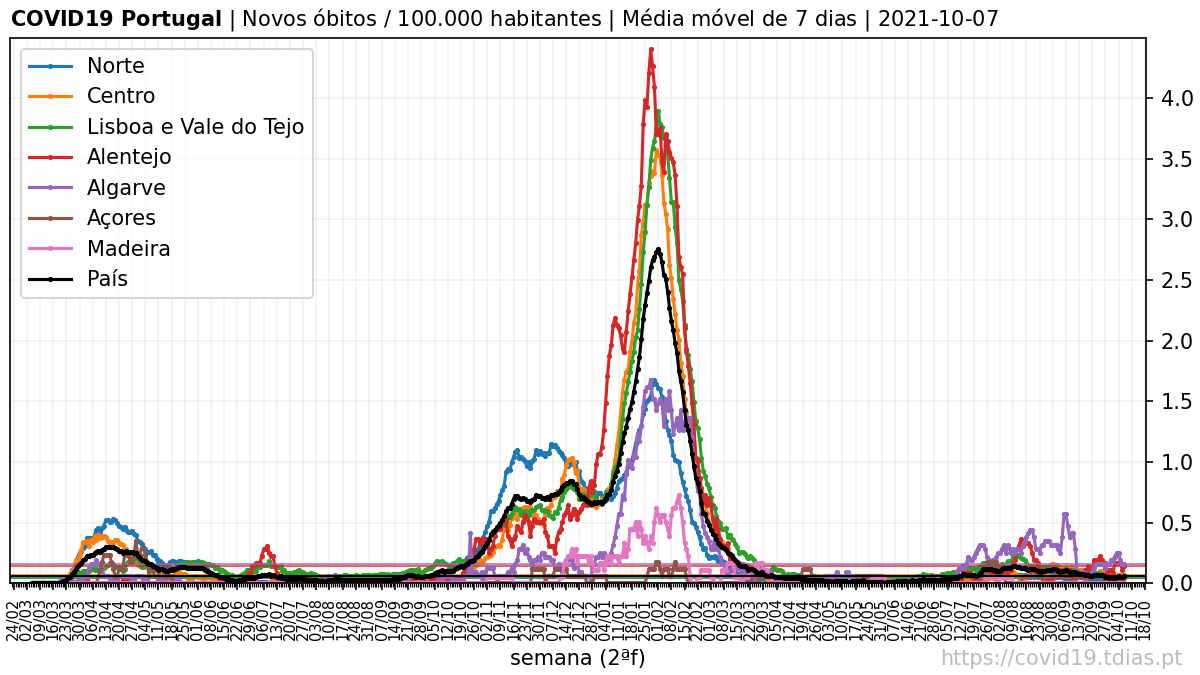 COVID19 Portugal | Novos óbitos / 100.000 habitantes | Média móvel de 7 dias | 2021-10-07
Norte
Centro
Lisboa e Vale do Tejo
Alentejo
Algarve
Açores
Madeira
País
4.0
3.5
3.0
2.5
2.0
1.5
1.0
0.5
0.0
24/02 02/03 09/03 16/03 23/03 30/03 06/04 13/04 20/04 27/04 04/05 11/05 18/05 25/05 01/06 08/06 15/06 22/06 29/06 06/07 13/07 20/07 27/07 03/08 10/08 17/08 24/08 31/08 07/09 14/09 21/09 28/09 05/10 12/10 19/10 26/10 02/11 09/11 16/11 23/11 30/11 07/12 14/12 21/12 28/12 04/01 11/01 18/01 25/01 01/02 08/02 15/02 22/02 01/03 08/03 15/03 22/03 29/03 05/04 12/04 19/04 26/04 03/05 10/05 17/05 24/05 31/05 07/06 14/06 21/06 28/06 05/07 12/07 19/07 26/07 02/08 09/08 16/08 23/08 30/08 06/09 13/09 20/09 27/09 04/10 11/10 18/10
semana (2ªf)
https://covid19.tdias.pt